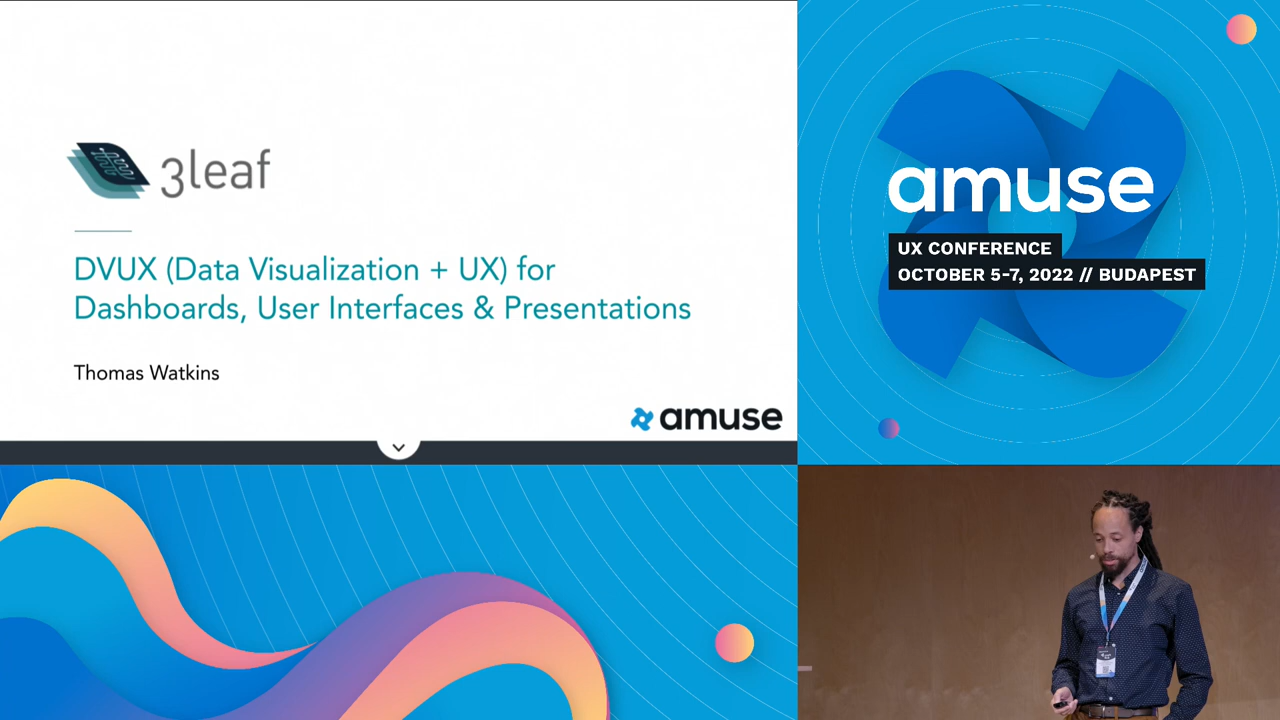 3leaf
DVUX (Data Visualization + UX) for
Dashboards, User Interfaces & Presentations
Thomas Watkins
amuse
amuse
UX CONFERENCE
OCTOBER 5-7, 2022 // BUDAPEST